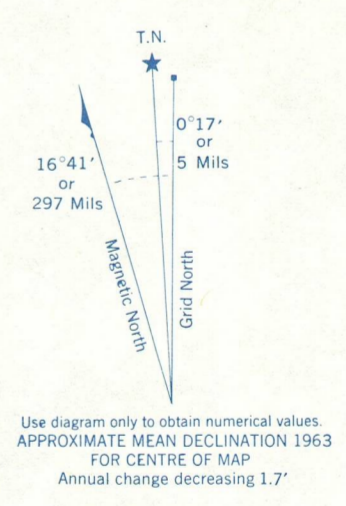 T.N.
0°17′
or
5 Mils
16°41′
or
297 Mils
Magnetic North
Grid North
Use diagram only to obtain numerical values.
APPROXIMATE MEAN DECLINATION 1963
FOR CENTRE OF MAP
Annual change decreasing 1.7′